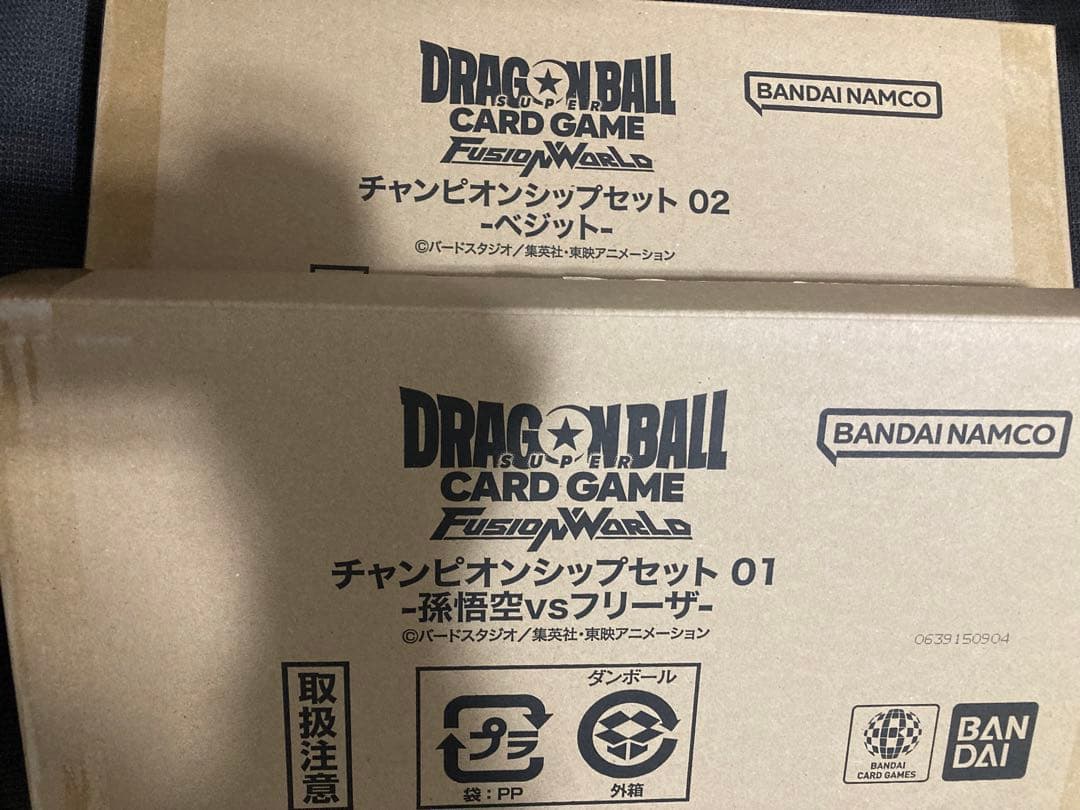 DRAGON BALL
SUPER
CARD GAME
FUSION WORLD
BANDAI NAMCO
チャンピオンシップセット 02
-ベジット-
©バードスタジオ／集英社・東映アニメーション
DRAGON BALL
SUPER
CARD GAME
FUSION WORLD
BANDAI NAMCO
チャンピオンシップセット 01
-孫悟空vsフリーザ-
©バードスタジオ／集英社・東映アニメーション
0639150904
取扱注意
プラ
袋：PP
ダンボール
外箱
BANDAI
CARD GAMES
BAN
DAI